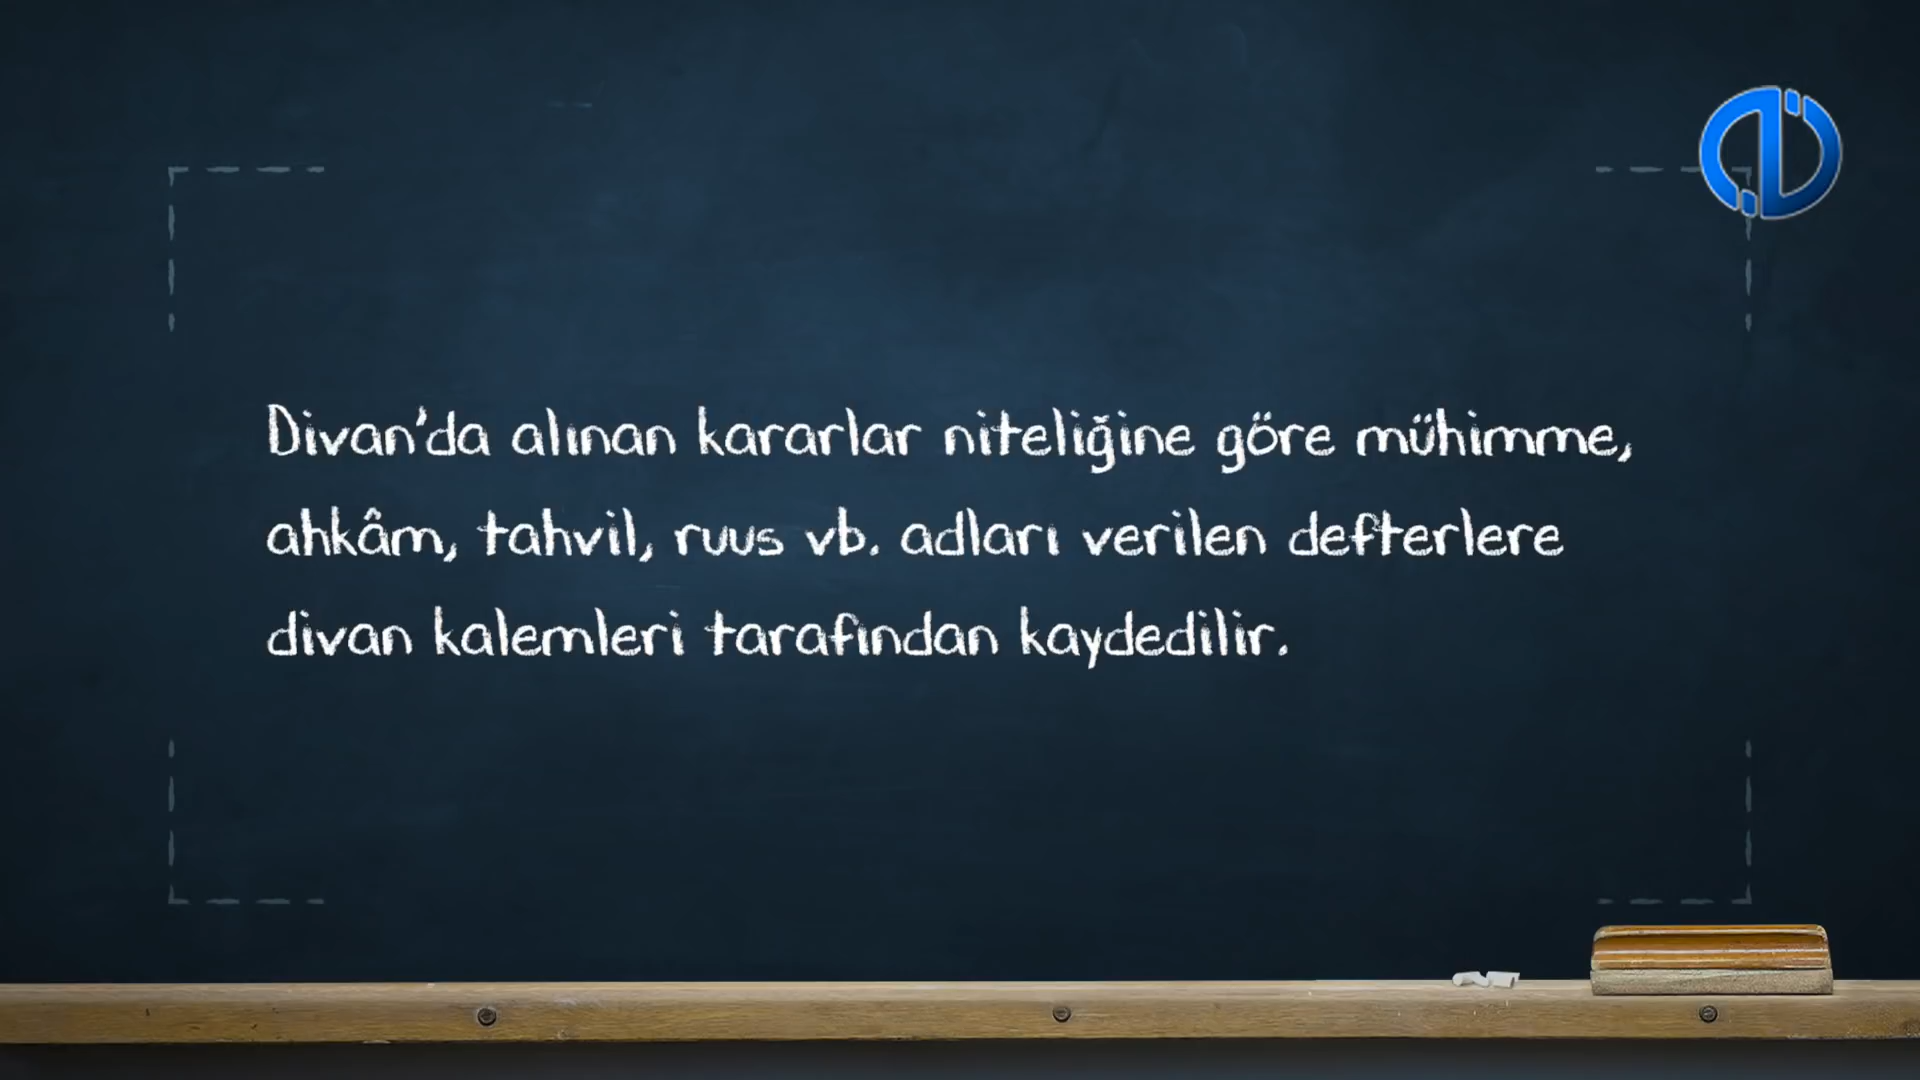 Divan'da alınan kararlar niteliğine göre mühimme,
ahkâm, tahvil, ruus vb. adları verilen defterlere
divan kalemleri tarafından kaydedilir.